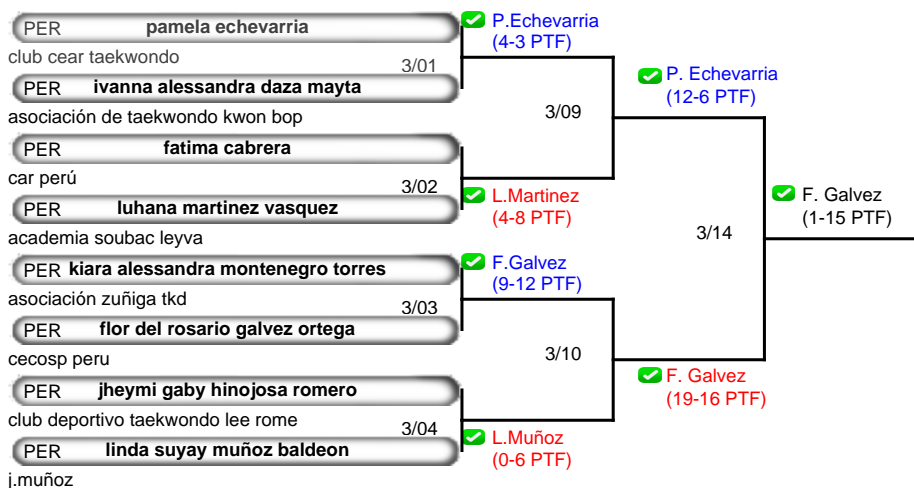 PER pamela echevarria
club cear taekwondo
3/01
PER ivanna alessandra daza mayta
asociación de taekwondo kwon bop
PER fatima cabrera
car perú
3/02
PER luhana martinez vasquez
academia soubac leyva
PER kiara alessandra montenegro torres
asociación zuñiga tkd
3/03
PER flor del rosario galvez ortega
cecosp peru
PER jheymi gaby hinojosa romero
club deportivo taekwondo lee rome
3/04
PER linda suyay muñoz baldeon
j.muñoz
P.Echevarria
(4-3 PTF)
3/09
L.Martinez
(4-8 PTF)
F.Galvez
(9-12 PTF)
3/10
L.Muñoz
(0-6 PTF)
P. Echevarria
(12-6 PTF)
3/14
F. Galvez
(19-16 PTF)
F. Galvez
(1-15 PTF)